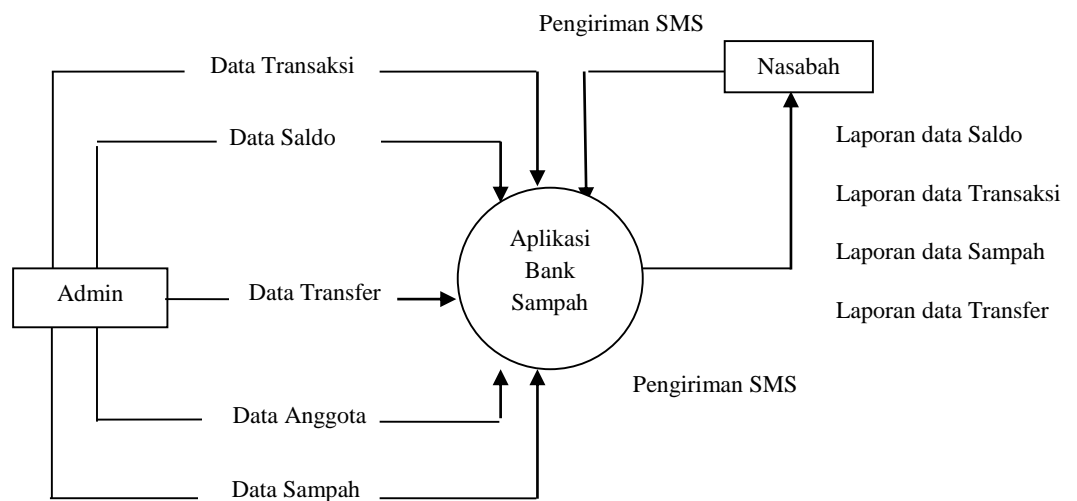 Pengiriman SMS
Data Transaksi
Nasabah
Data Saldo
Laporan data Saldo
Laporan data Transaksi
Aplikasi
Bank
Sampah
Laporan data Sampah
Admin
Data Transfer
Laporan data Transfer
Pengiriman SMS
Data Anggota
Data Sampah